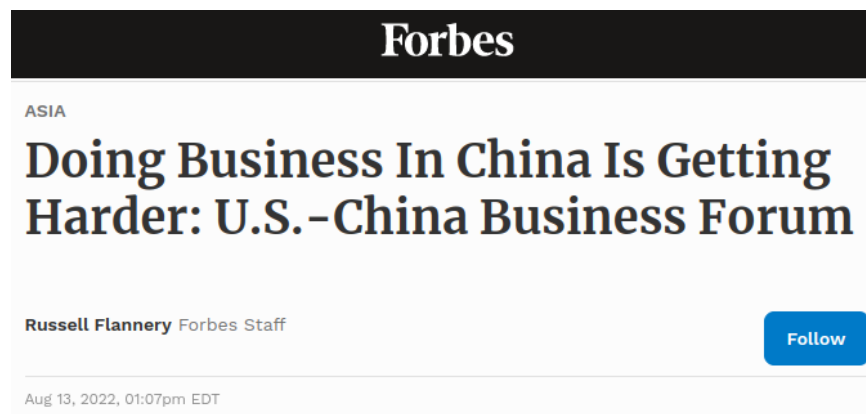 Forbes
ASIA
Doing Business In China Is Getting
Harder: U.S.-China Business Forum
Russell Flannery Forbes Staff
Follow
Aug 13, 2022, 01:07pm EDT